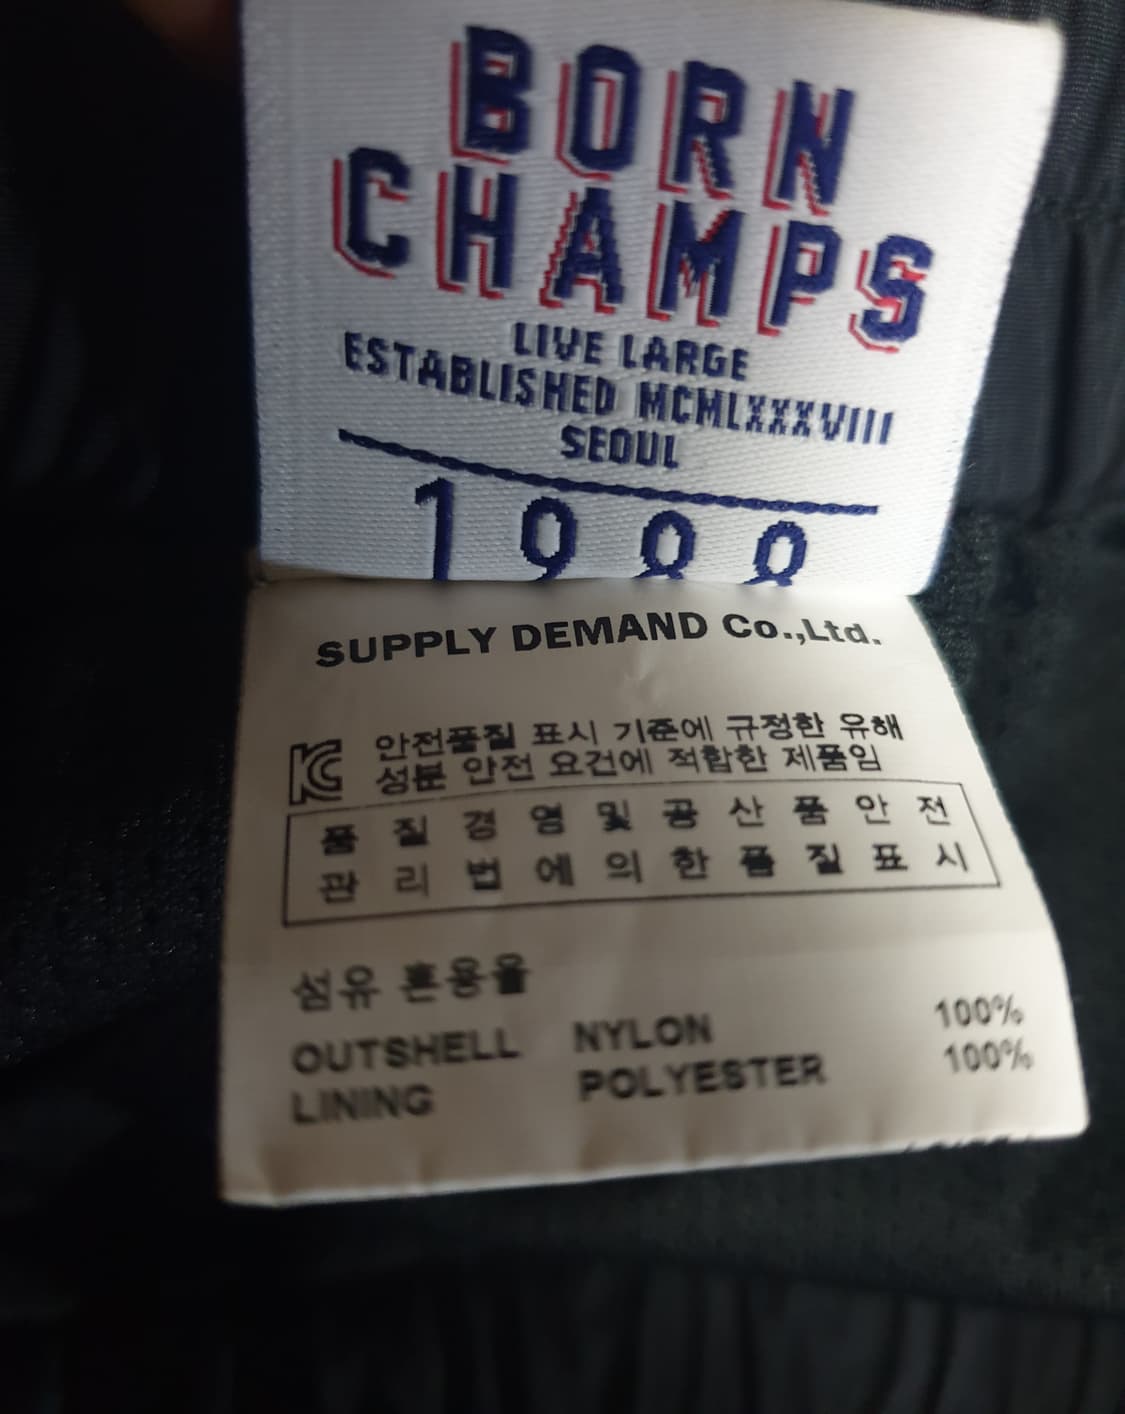 BORN
CHAMPS
LIVE LARGE
ESTABLISHED MCMLXXXVIII
SEOUL
1988
SUPPLY DEMAND Co.,Ltd.
KC 안전품질 표시 기준에 규정한 유해
성분 안전 요건에 적합한 제품임
품 질 경 영 및 공 산 품 안 전
관 리 법 에 의 한 품 질 표 시
섬유 혼용율
OUTSHELL NYLON 100%
LINING POLYESTER 100%